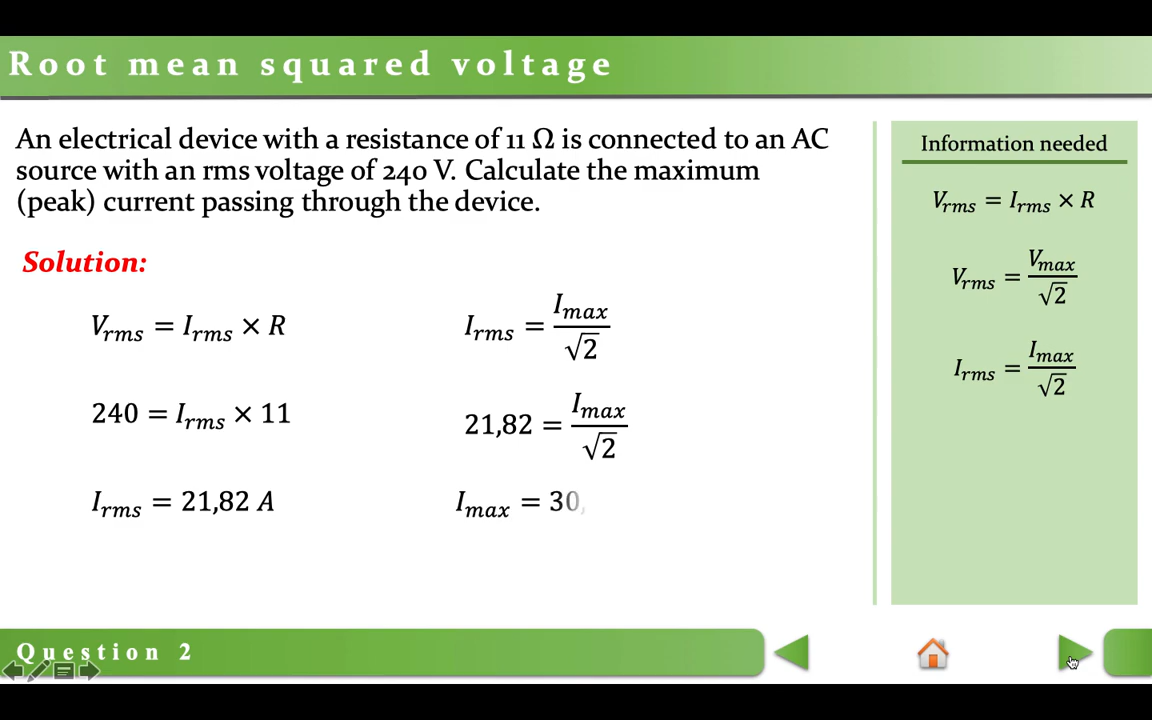 Root mean squared voltage
An electrical device with a resistance of 11 Ω is connected to an AC
source with an rms voltage of 240 V. Calculate the maximum
(peak) current passing through the device.
Solution:
V_rms = I_rms × R
240 = I_rms × 11
I_rms = 21,82 A
I_rms = I_max / √2
21,82 = I_max / √2
I_max = 30,
Information needed
V_rms = I_rms × R
V_rms = V_max / √2
I_rms = I_max / √2
Question 2